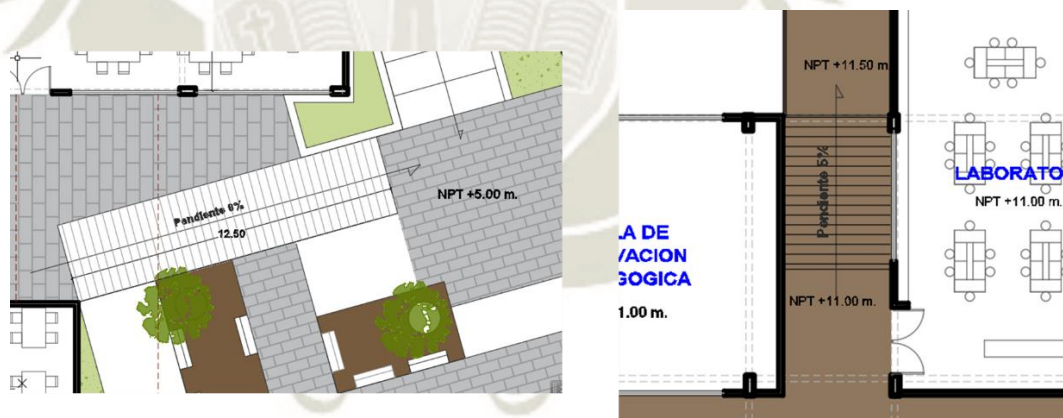 Pendiente 8%
12.50
NPT +5.00 m.
NPT +11.50 m
Pendiente 5%
LABORATO
NPT +11.00 m.
LA DE
VACION
GOGICA
1.00 m.
NPT +11.00 m.